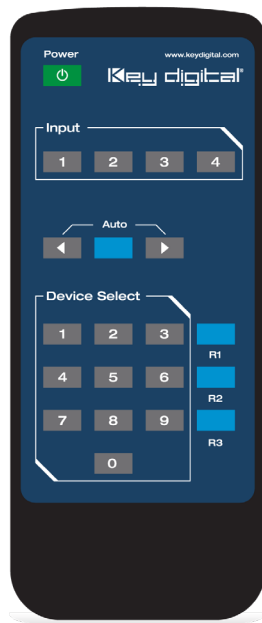 Power www.keydigital.com
Key digital®
Input
1 2 3 4
Auto
Device Select
1 2 3
R1
4 5 6
R2
7 8 9
R3
0